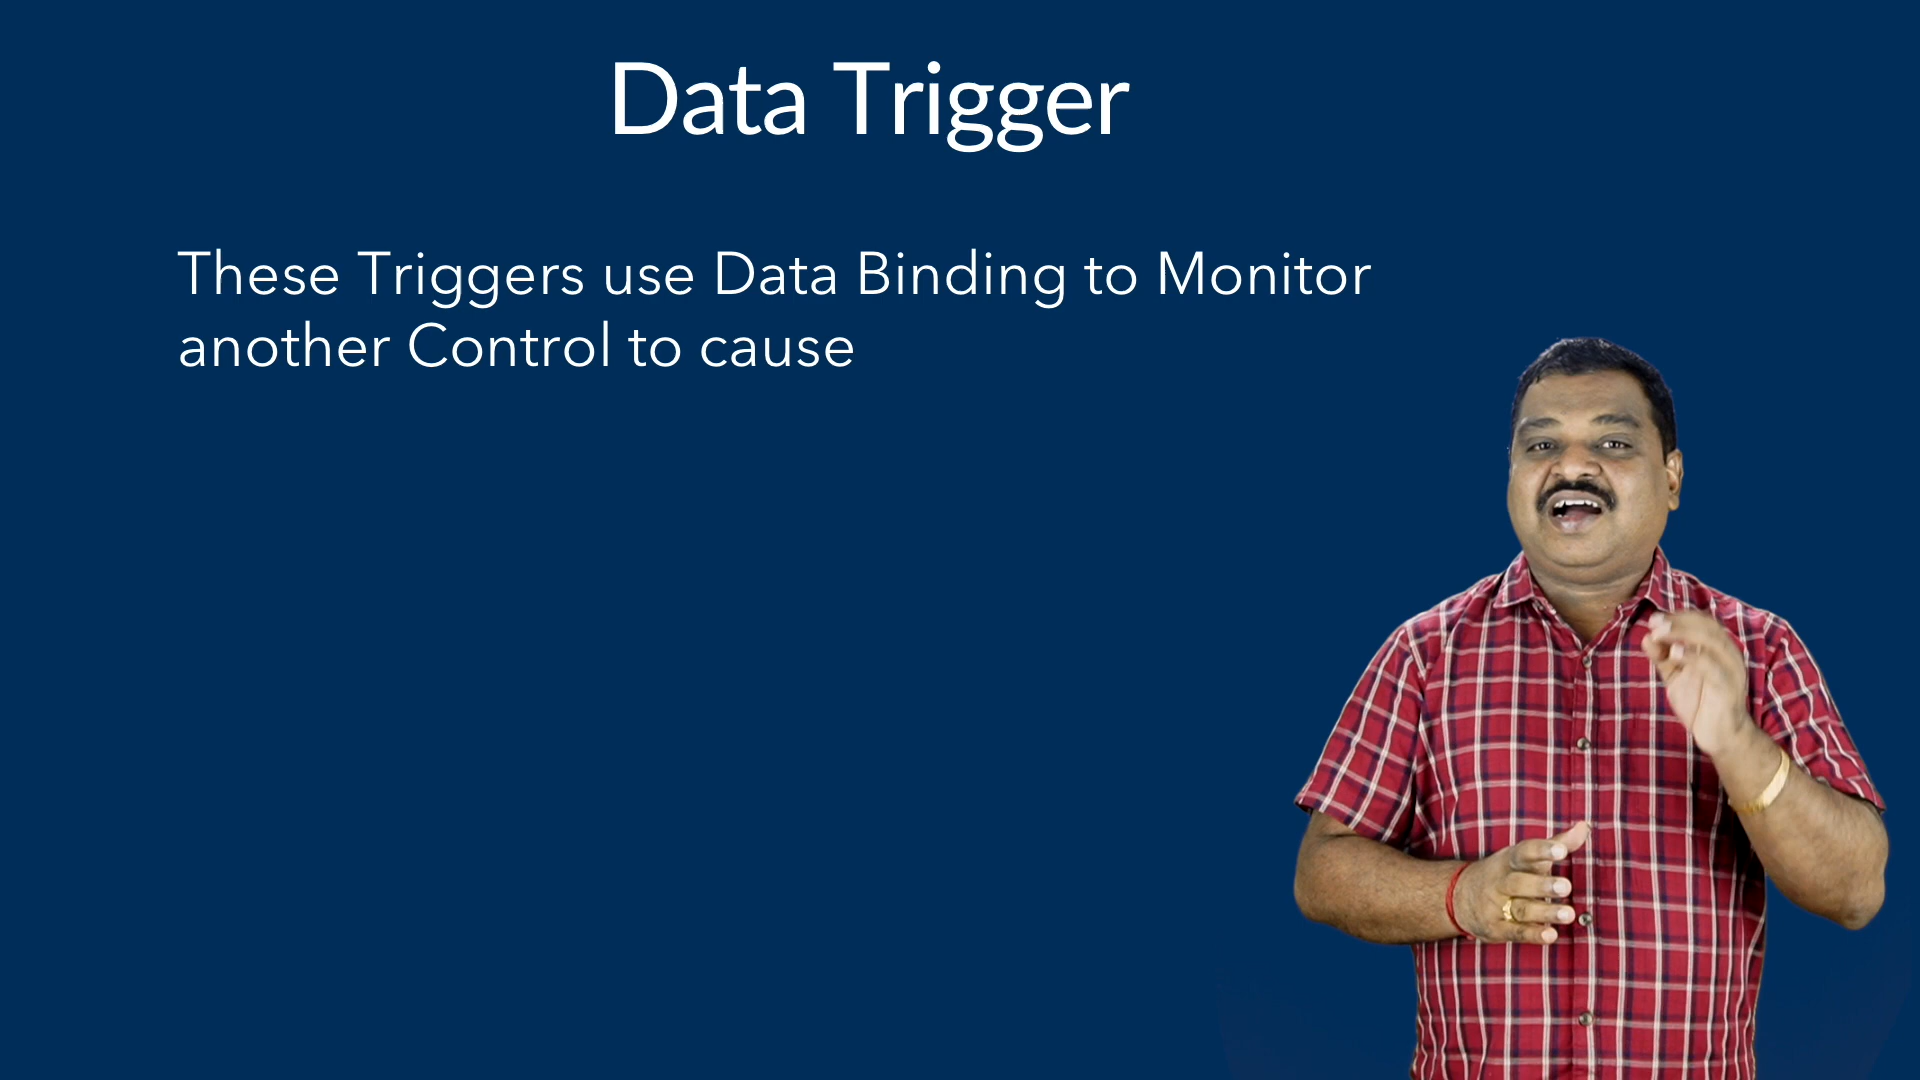 Data Trigger
These Triggers use Data Binding to Monitor
another Control to cause